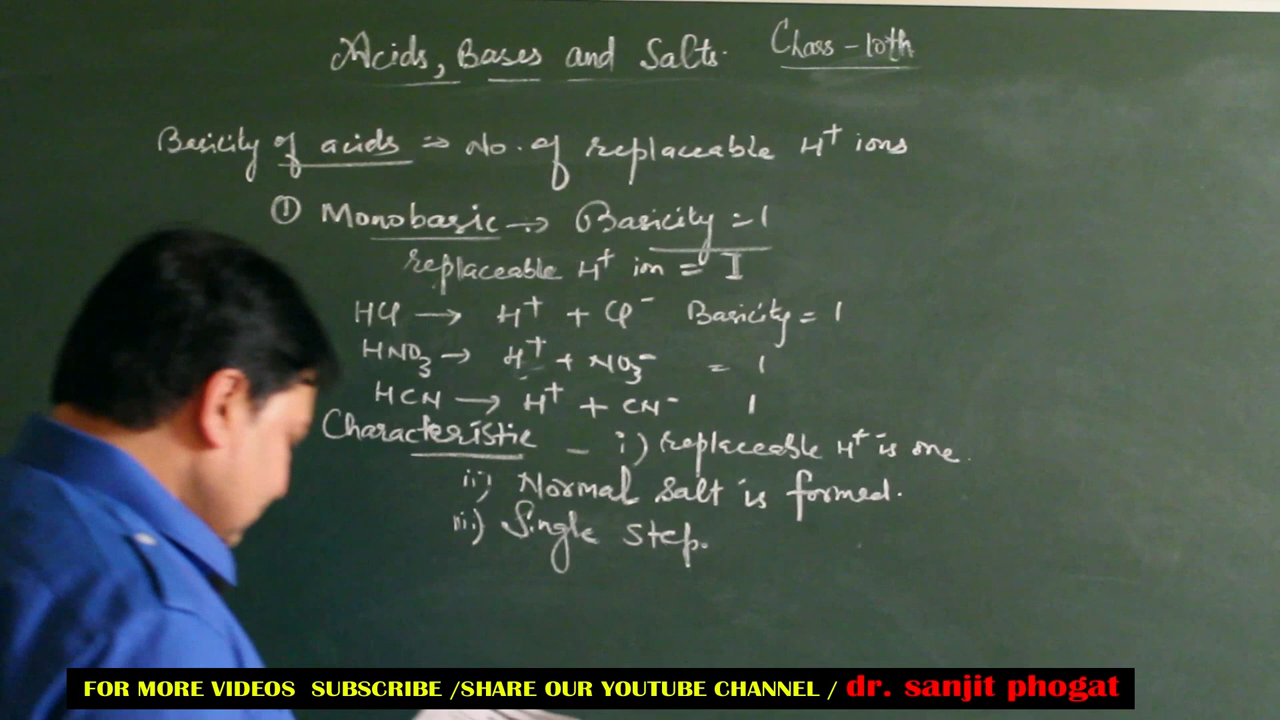 Acids, Bases and Salts. Class - 10th
Basicity of acids ⇒ No. of replaceable H⁺ ions
① Monobasic → Basicity = 1
replaceable H⁺ ion = I
HCl → H⁺ + Cl⁻ Basicity = 1
HNO₃ → H⁺ + NO₃⁻ = 1
HCN → H⁺ + CN⁻ 1
Characteristic - i) replaceable H⁺ is one.
ii) Normal Salt is formed.
iii) Single Step.
FOR MORE VIDEOS SUBSCRIBE /SHARE OUR YOUTUBE CHANNEL / dr. sanjit phogat